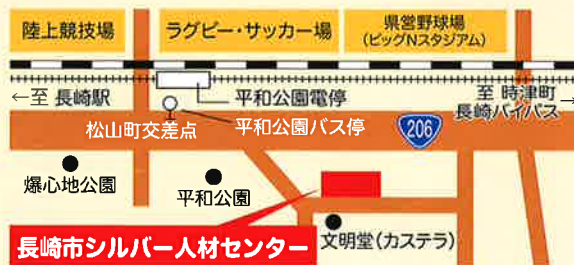 陸上競技場
ラグビー・サッカー場
県営野球場
(ビッグNスタジアム)
←至 長崎駅
平和公園電停
至 時津町→
長崎バイパス
松山町交差点
平和公園バス停
206
爆心地公園
平和公園
長崎市シルバー人材センター
文明堂(カステラ)